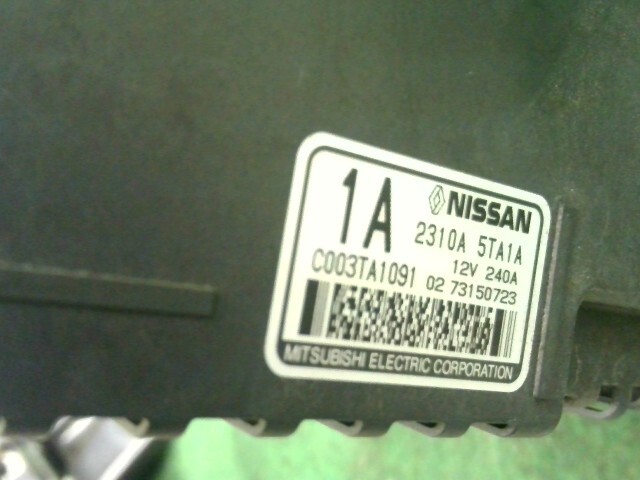 1A
NISSAN
2310A 5TA1A
12V 240A
C003TA1091 02 73150723
MITSUBISHI ELECTRIC CORPORATION